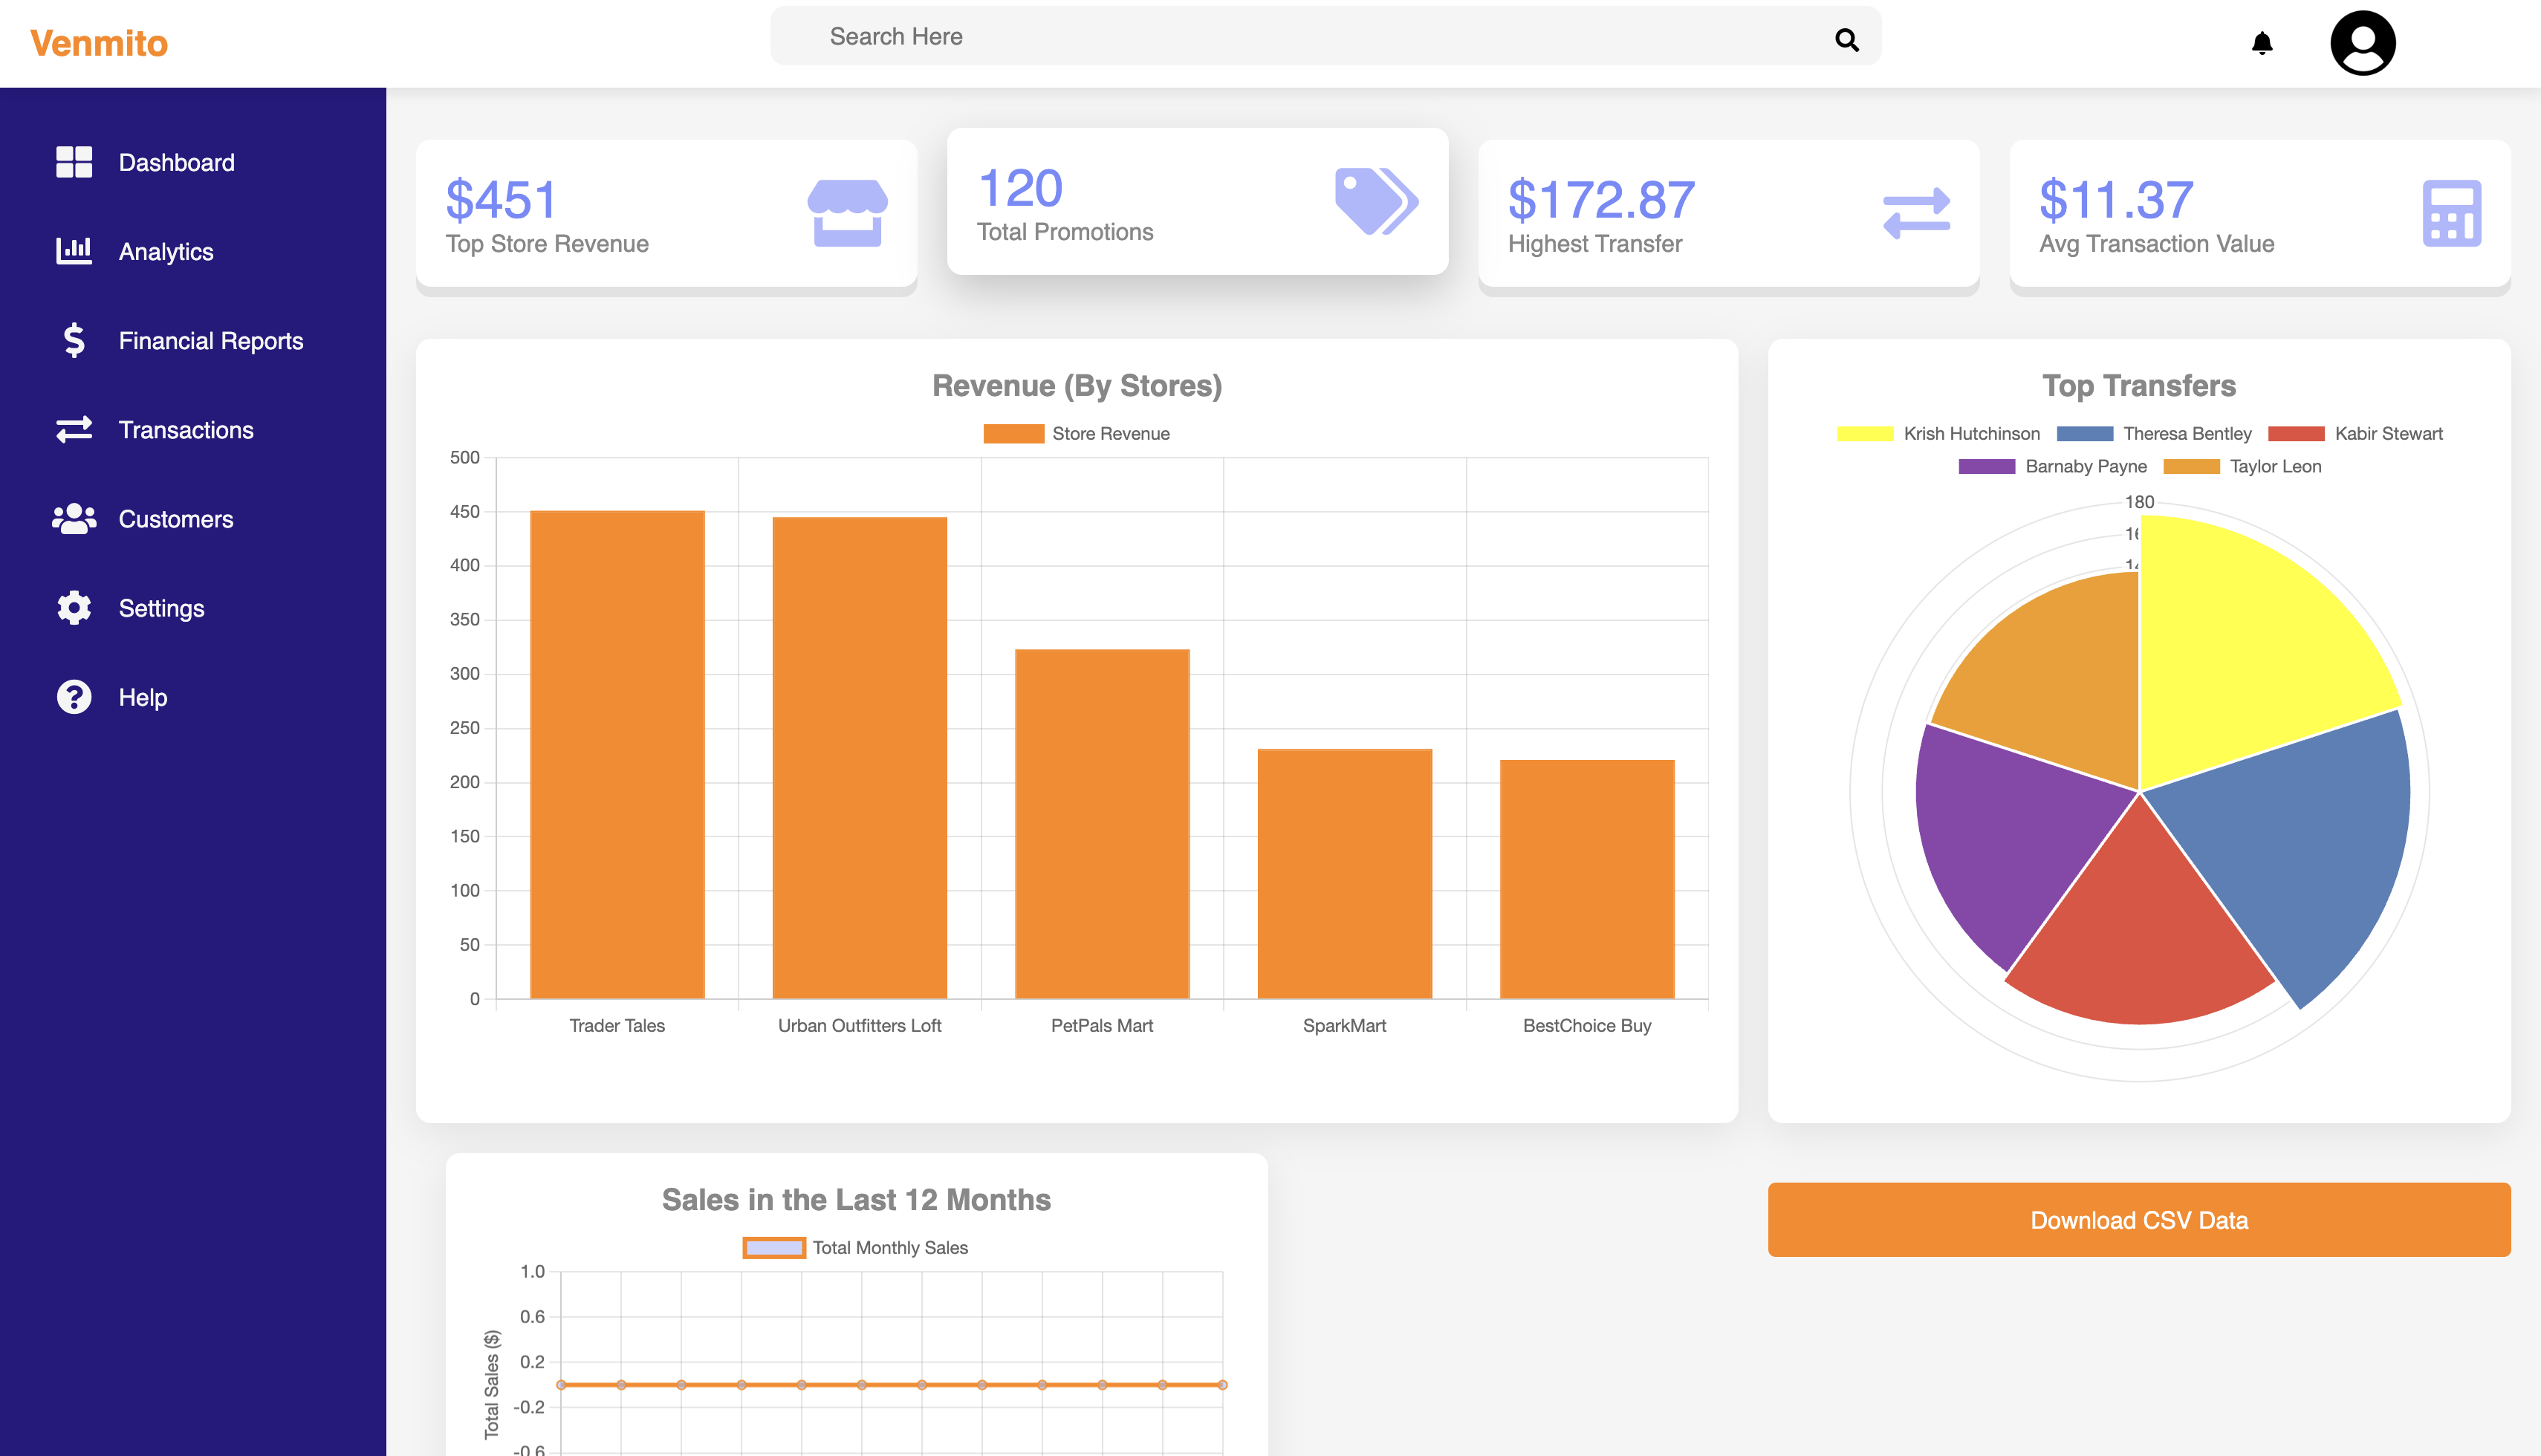 Venmito
Search Here
Dashboard
Analytics
Financial Reports
Transactions
Customers
Settings
Help
$451
Top Store Revenue
120
Total Promotions
$172.87
Highest Transfer
$11.37
Avg Transaction Value
Revenue (By Stores)
Store Revenue
500
450
400
350
300
250
200
150
100
50
0
Trader Tales Urban Outfitters Loft PetPals Mart SparkMart BestChoice Buy
Top Transfers
Krish Hutchinson Theresa Bentley Kabir Stewart
Barnaby Payne Taylor Leon
180
Sales in the Last 12 Months
Total Monthly Sales
Total Sales ($)
1.0
0.6
0.2
-0.2
-0.6
Download CSV Data